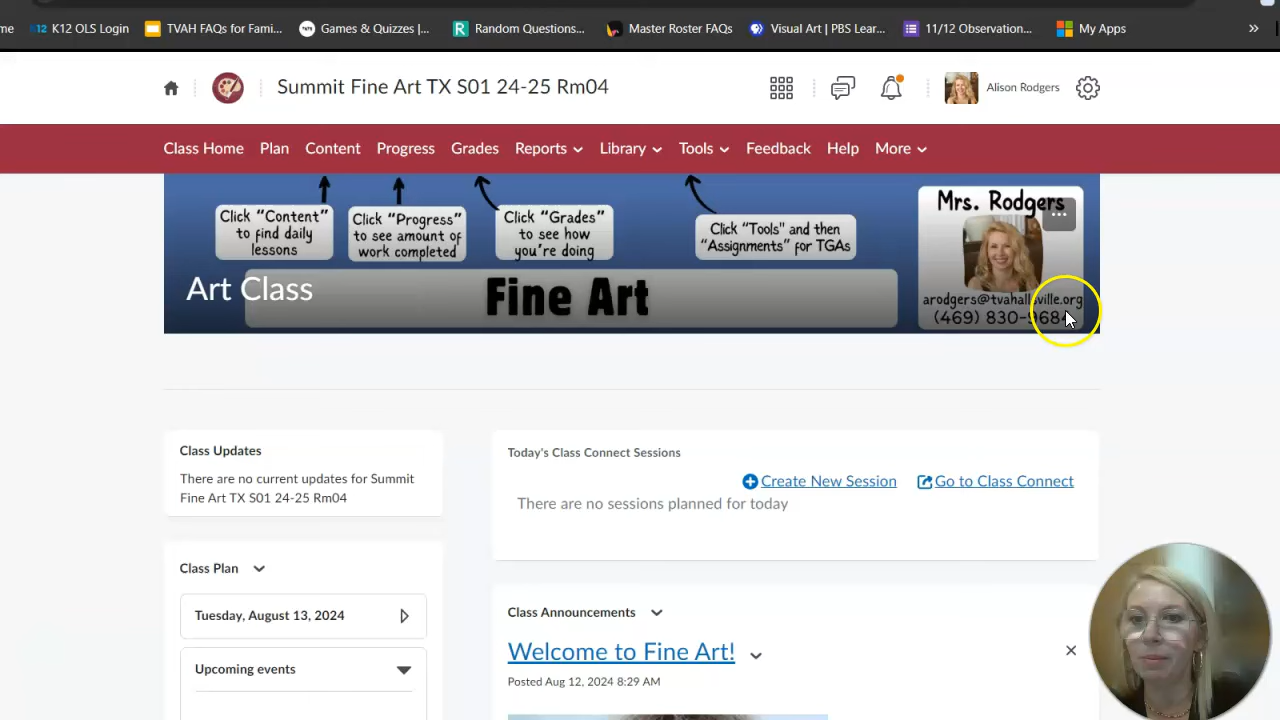 me K12 K12 OLS Login TVAH FAQs for Fami... Games & Quizzes |... R Random Questions... Master Roster FAQs Visual Art | PBS Lear... 11/12 Observation... My Apps »
Summit Fine Art TX S01 24-25 Rm04 Alison Rodgers
Class Home Plan Content Progress Grades Reports Library Tools Feedback Help More
Click "Content"
to find daily
lessons
Click "Progress"
to see amount of
work completed
Click "Grades"
to see how
you're doing
Click "Tools" and then
"Assignments" for TGAs
Mrs. Rodgers
arodgers@tvahallsville.org
(469) 830-9684
Art Class
Fine Art
Class Updates
There are no current updates for Summit
Fine Art TX S01 24-25 Rm04
Today's Class Connect Sessions
Create New Session Go to Class Connect
There are no sessions planned for today
Class Plan
Tuesday, August 13, 2024
Upcoming events
Class Announcements
Welcome to Fine Art!
Posted Aug 12, 2024 8:29 AM